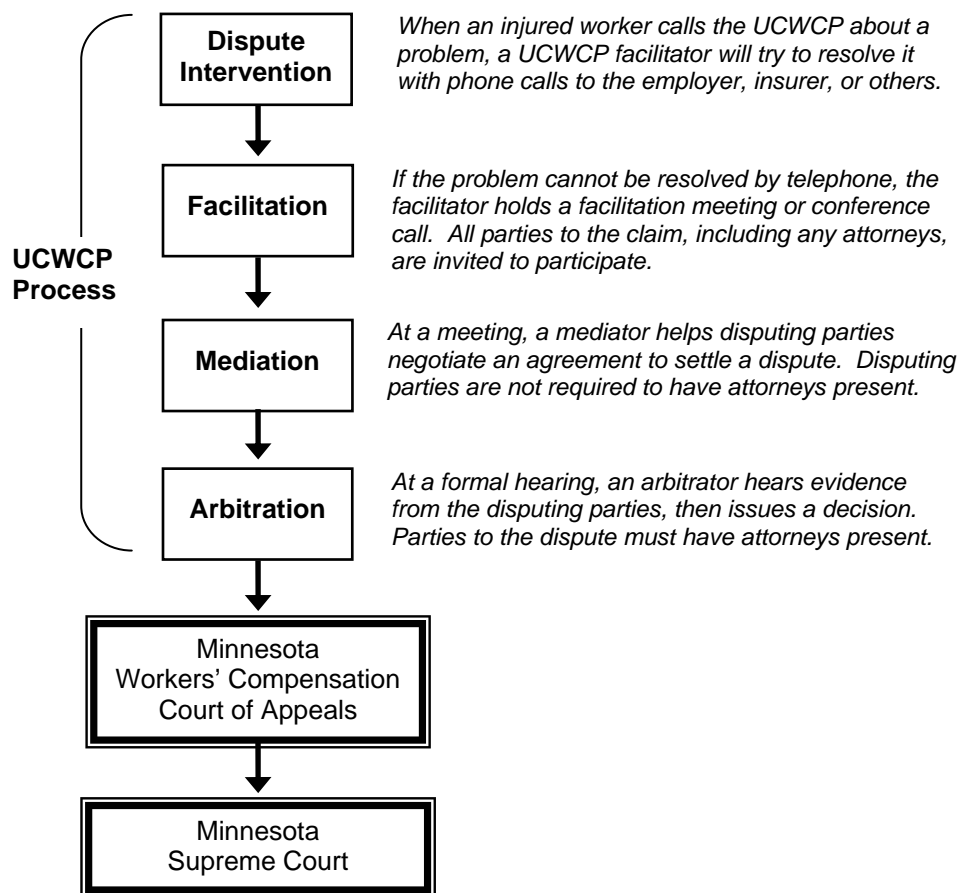 Dispute
Intervention
When an injured worker calls the UCWCP about a
problem, a UCWCP facilitator will try to resolve it
with phone calls to the employer, insurer, or others.
Facilitation
If the problem cannot be resolved by telephone, the
facilitator holds a facilitation meeting or conference
call. All parties to the claim, including any attorneys,
are invited to participate.
UCWCP
Process
Mediation
At a meeting, a mediator helps disputing parties
negotiate an agreement to settle a dispute. Disputing
parties are not required to have attorneys present.
Arbitration
At a formal hearing, an arbitrator hears evidence
from the disputing parties, then issues a decision.
Parties to the dispute must have attorneys present.
Minnesota
Workers’ Compensation
Court of Appeals
Minnesota
Supreme Court